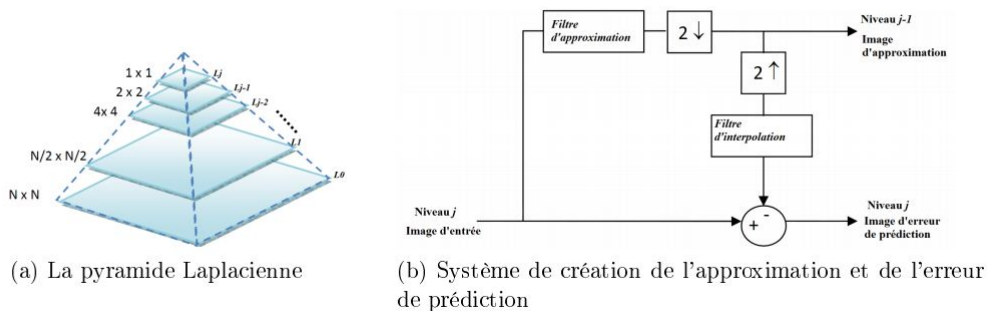 1 x 1
Lj
2 x 2
Lj-1
4x 4
Lj-2
L1
N/2 x N/2
L0
N x N
(a) La pyramide Laplacienne
Filtre
d'approximation
2 ↓
Niveau j-1
Image
d'approximation
2 ↑
Filtre
d'interpolation
Niveau j
Image d'entrée
+ -
Niveau j
Image d'erreur
de prédiction
(b) Système de création de l'approximation et de l'erreur
de prédiction